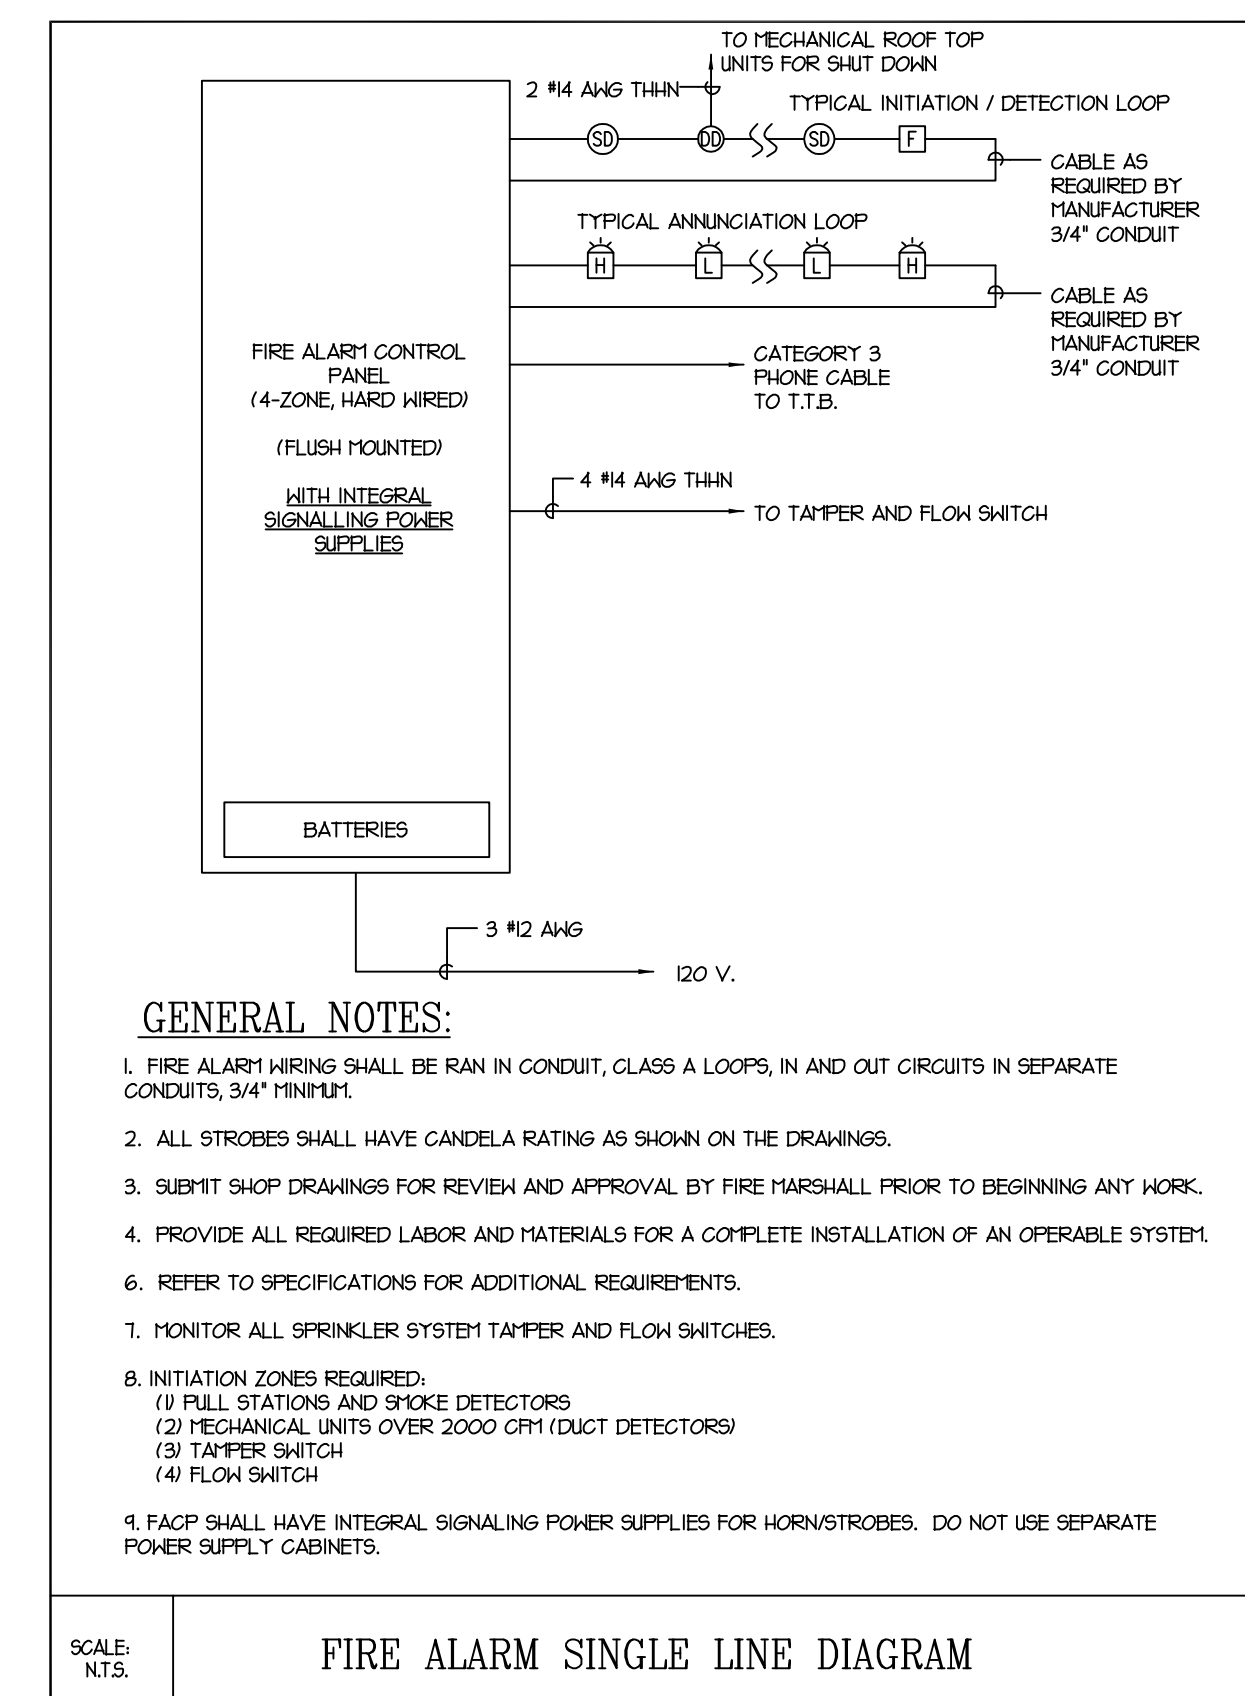 TO MECHANICAL ROOF TOP
UNITS FOR SHUT DOWN
2 #14 AWG THHN
TYPICAL INITIATION / DETECTION LOOP
SD
DD
SD
F
CABLE AS
REQUIRED BY
MANUFACTURER
3/4" CONDUIT
TYPICAL ANNUNCIATION LOOP
H
L
L
H
CABLE AS
REQUIRED BY
MANUFACTURER
3/4" CONDUIT
FIRE ALARM CONTROL
PANEL
(4-ZONE, HARD WIRED)
(FLUSH MOUNTED)
WITH INTEGRAL
SIGNALLING POWER
SUPPLIES
CATEGORY 3
PHONE CABLE
TO T.T.B.
4 #14 AWG THHN
TO TAMPER AND FLOW SWITCH
BATTERIES
3 #12 AWG
120 V.
GENERAL NOTES:
1. FIRE ALARM WIRING SHALL BE RAN IN CONDUIT, CLASS A LOOPS, IN AND OUT CIRCUITS IN SEPARATE
CONDUITS, 3/4" MINIMUM.
2. ALL STROBES SHALL HAVE CANDELA RATING AS SHOWN ON THE DRAWINGS.
3. SUBMIT SHOP DRAWINGS FOR REVIEW AND APPROVAL BY FIRE MARSHALL PRIOR TO BEGINNING ANY WORK.
4. PROVIDE ALL REQUIRED LABOR AND MATERIALS FOR A COMPLETE INSTALLATION OF AN OPERABLE SYSTEM.
6. REFER TO SPECIFICATIONS FOR ADDITIONAL REQUIREMENTS.
7. MONITOR ALL SPRINKLER SYSTEM TAMPER AND FLOW SWITCHES.
8. INITIATION ZONES REQUIRED:
(1) PULL STATIONS AND SMOKE DETECTORS
(2) MECHANICAL UNITS OVER 2000 CFM (DUCT DETECTORS)
(3) TAMPER SWITCH
(4) FLOW SWITCH
9. FACP SHALL HAVE INTEGRAL SIGNALING POWER SUPPLIES FOR HORN/STROBES. DO NOT USE SEPARATE
POWER SUPPLY CABINETS.
SCALE:
N.T.S.
FIRE ALARM SINGLE LINE DIAGRAM